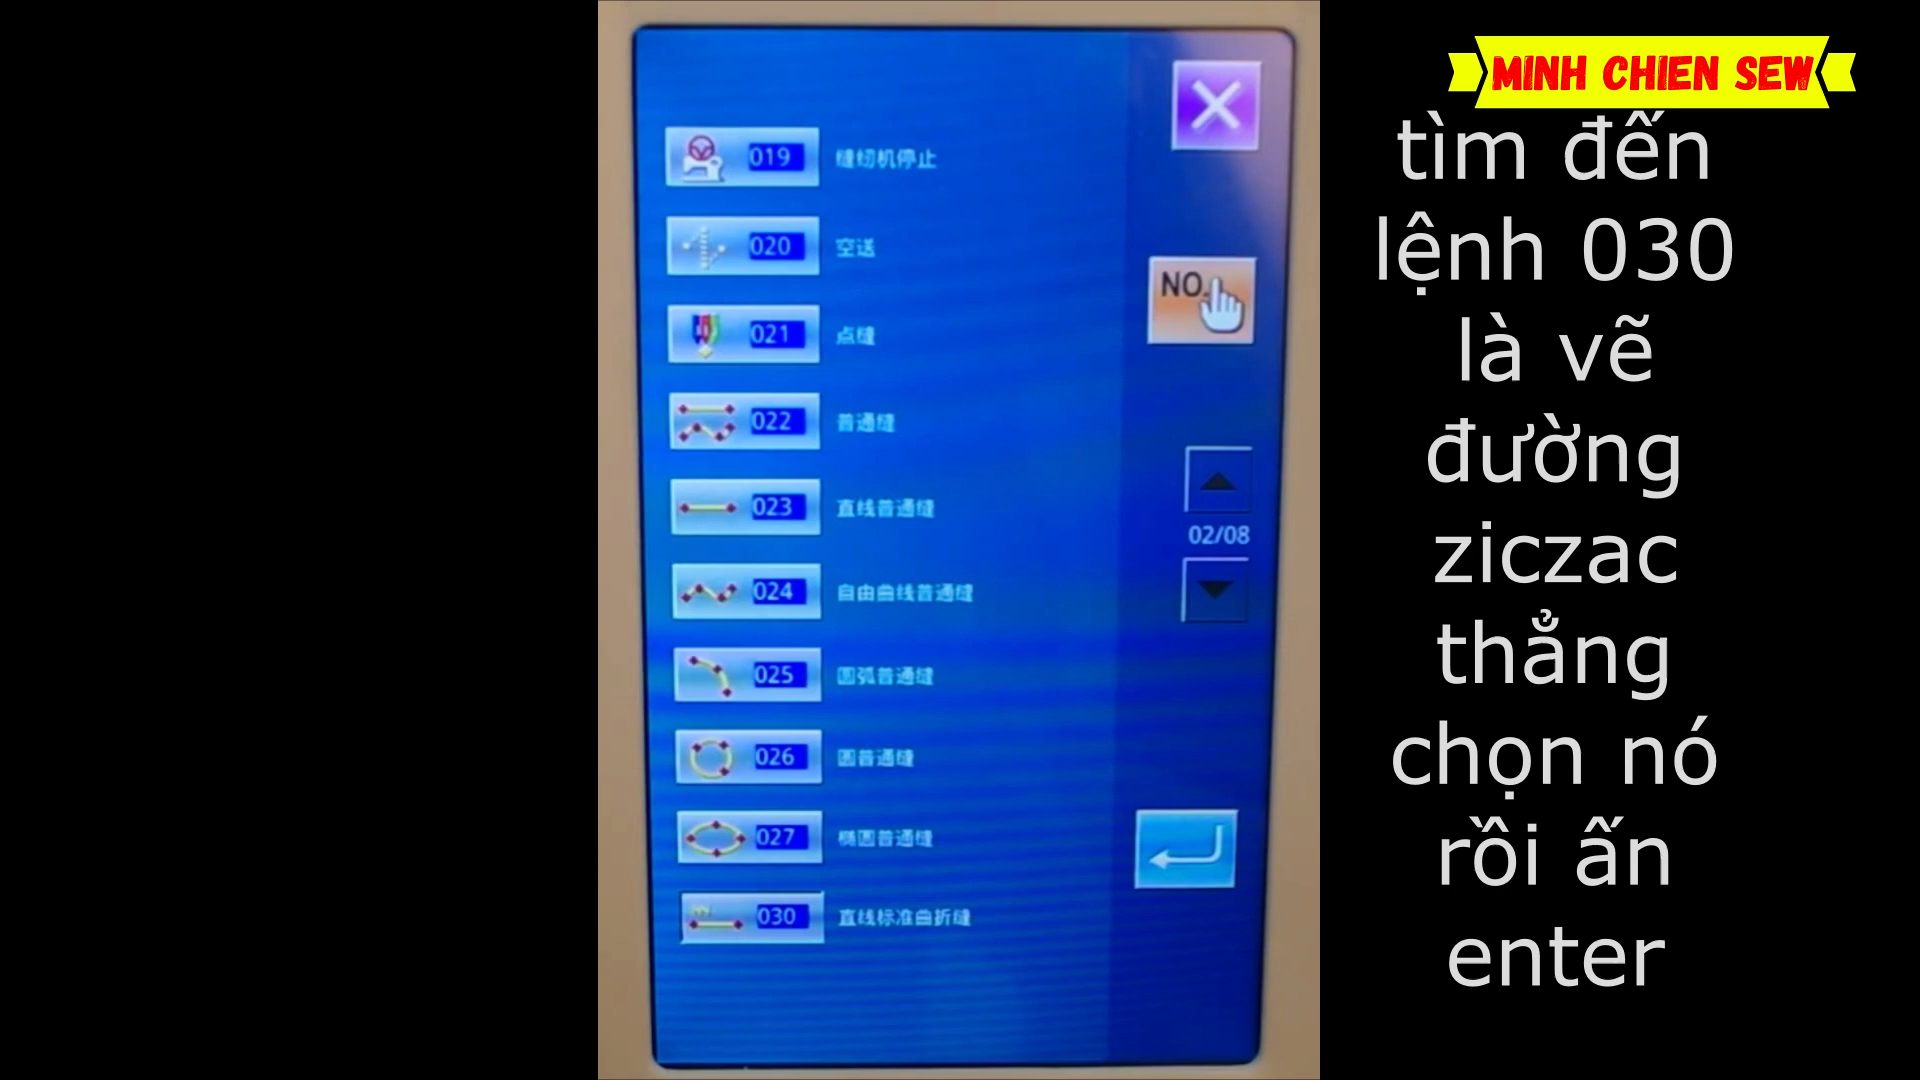 MINH CHIEN SEW
019 缝纫机停止
020 空送
021 点缝
022 普通缝
023 直线普通缝
024 自由曲线普通缝
025 圆弧普通缝
026 圆普通缝
027 椭圆普通缝
030 直线标准曲折缝
NO.
02/08
tìm đến
lệnh 030
là vẽ
đường
ziczac
thẳng
chọn nó
rồi ấn
enter